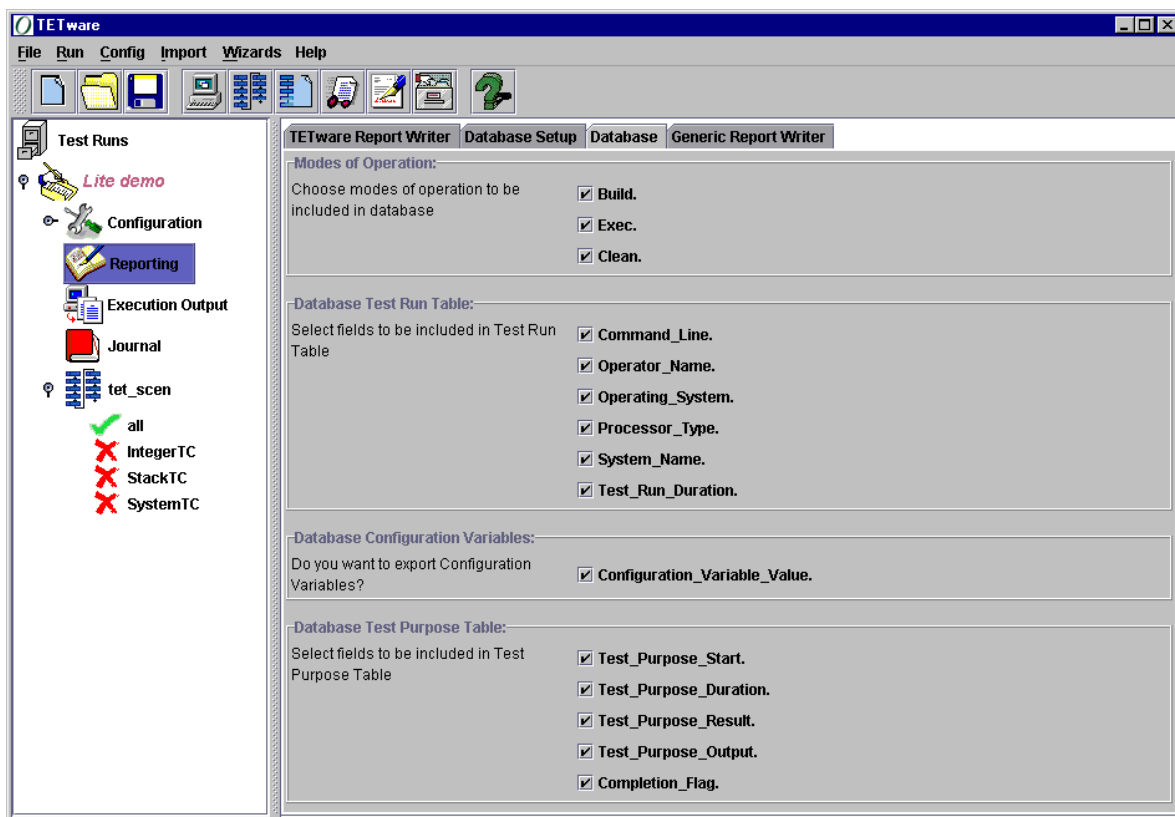 TETware
File Run Config Import Wizards Help
Test Runs
Lite demo
Configuration
Reporting
Execution Output
Journal
tet_scen
all
IntegerTC
StackTC
SystemTC
TETware Report Writer Database Setup Database Generic Report Writer
Modes of Operation:
Choose modes of operation to be
included in database
Build.
Exec.
Clean.
Database Test Run Table:
Select fields to be included in Test Run
Table
Command_Line.
Operator_Name.
Operating_System.
Processor_Type.
System_Name.
Test_Run_Duration.
Database Configuration Variables:
Do you want to export Configuration
Variables?
Configuration_Variable_Value.
Database Test Purpose Table:
Select fields to be included in Test
Purpose Table
Test_Purpose_Start.
Test_Purpose_Duration.
Test_Purpose_Result.
Test_Purpose_Output.
Completion_Flag.